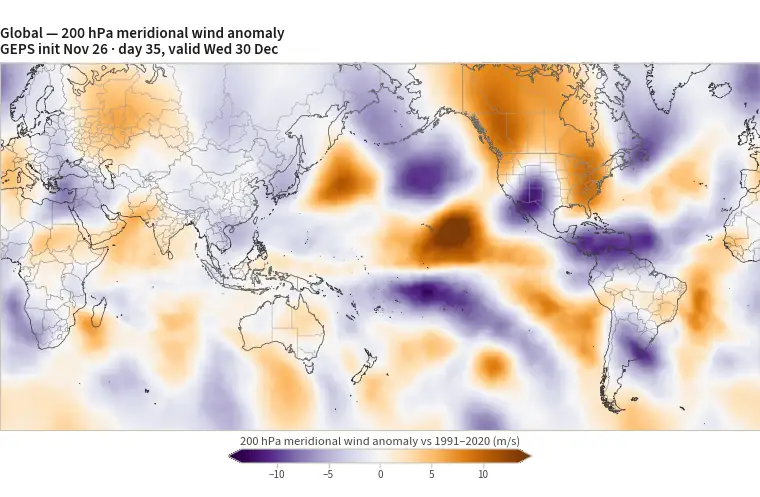 Global — 200 hPa meridional wind anomaly
GEPS init Nov 26 · day 35, valid Wed 30 Dec
200 hPa meridional wind anomaly vs 1991–2020 (m/s)
−10 −5 0 5 10